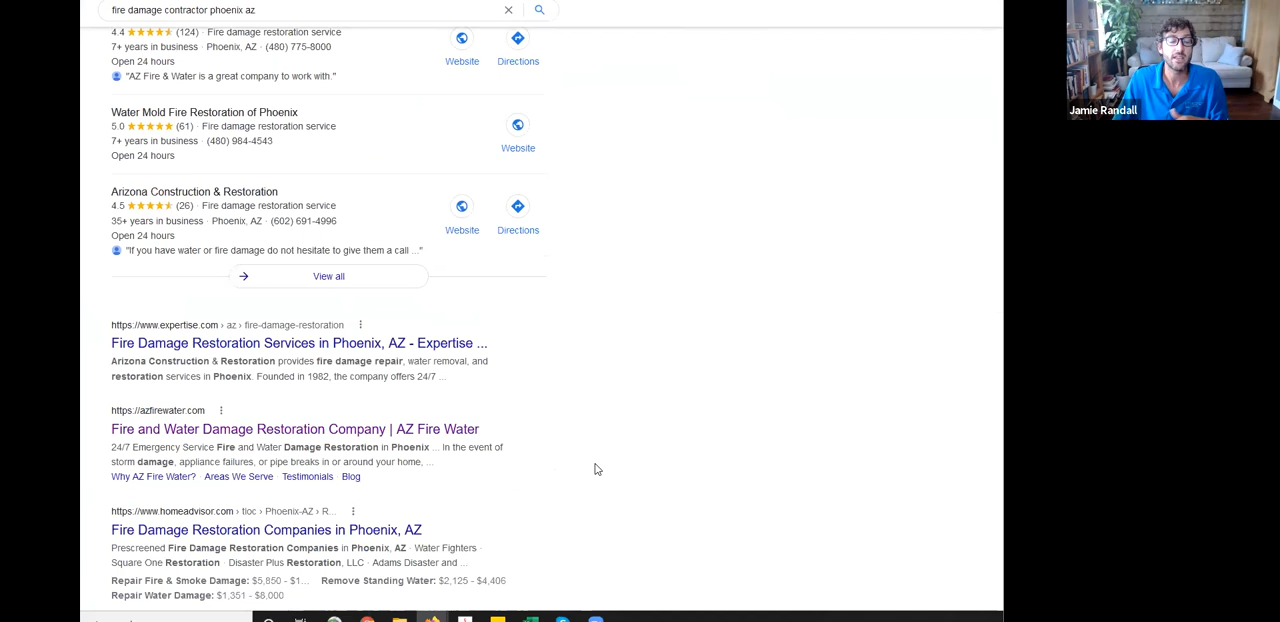 fire damage contractor phoenix az
4.4 (124) · Fire damage restoration service
7+ years in business · Phoenix, AZ · (480) 775-8000
Open 24 hours
Website
Directions
"AZ Fire & Water is a great company to work with."
Water Mold Fire Restoration of Phoenix
5.0 (61) · Fire damage restoration service
7+ years in business · (480) 984-4543
Open 24 hours
Website
Arizona Construction & Restoration
4.5 (26) · Fire damage restoration service
35+ years in business · Phoenix, AZ · (602) 691-4996
Open 24 hours
Website
Directions
"If you have water or fire damage do not hesitate to give them a call ..."
View all
https://www.expertise.com › az › fire-damage-restoration
Fire Damage Restoration Services in Phoenix, AZ - Expertise ...
Arizona Construction & Restoration provides fire damage repair, water removal, and
restoration services in Phoenix. Founded in 1982, the company offers 24/7 ...
https://azfirewater.com
Fire and Water Damage Restoration Company | AZ Fire Water
24/7 Emergency Service Fire and Water Damage Restoration in Phoenix ... In the event of
storm damage, appliance failures, or pipe breaks in or around your home, ...
Why AZ Fire Water? Areas We Serve Testimonials Blog
https://www.homeadvisor.com › tloc › Phoenix-AZ › R...
Fire Damage Restoration Companies in Phoenix, AZ
Prescreened Fire Damage Restoration Companies in Phoenix, AZ · Water Fighters ·
Square One Restoration · Disaster Plus Restoration, LLC · Adams Disaster and ...
Repair Fire & Smoke Damage: $5,850 - $1... Remove Standing Water: $2,125 - $4,406
Repair Water Damage: $1,351 - $8,000
Jamie Randall